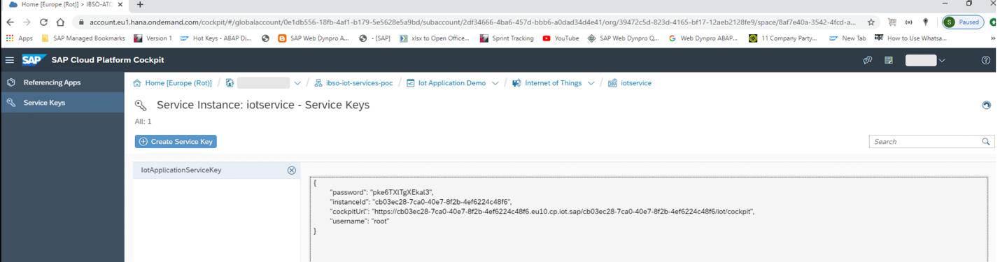 Home [Europe (Rot)] > IBSO-ATC
account.eu1.hana.ondemand.com/cockpit/#/globalaccount/0e1db556-18fb-4af1-b179-5e5628e5a9bd/subaccount/2df34666-4ba6-457d-bbb6-a0dad34d4e41/org/39472c5d-823d-4165-bf17-12aeb2128fe9/space/8af7e40a-3542-4fcd-a...
S Paused
Apps SAP Managed Bookmarks Version 1 Hot Keys - ABAP Di... SAP Web Dynpro A... - [SAP] xlsx to Open Office... Sprint Tracking YouTube SAP Web Dynpro Q... SAP Web Dynpro ABAP... 11 Company Party... New Tab How to Use Whatsa... »
SAP SAP Cloud Platform Cockpit
Referencing Apps
Service Keys
Home [Europe (Rot)] / / ibso-iot-services-poc / Iot Application Demo / Internet of Things / iotservice
Service Instance: iotservice - Service Keys
All: 1
Create Service Key
Search
IotApplicationServiceKey
{
"password": "pke6TXlTgXEkal3",
"instanceId": "cb03ec28-7ca0-40e7-8f2b-4ef6224c48f6",
"cockpitUrl": "https://cb03ec28-7ca0-40e7-8f2b-4ef6224c48f6.eu10.cp.iot.sap/cb03ec28-7ca0-40e7-8f2b-4ef6224c48f6/iot/cockpit",
"username": "root"
}